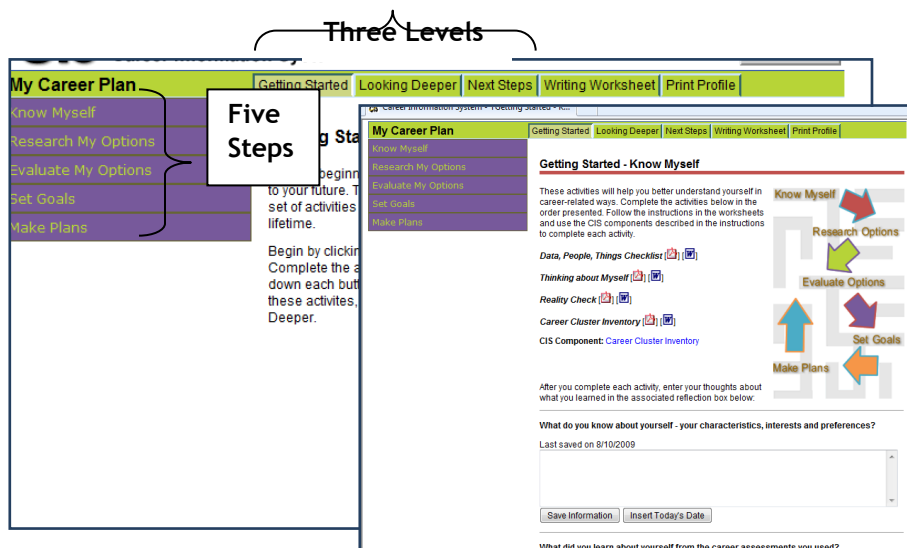 Three Levels
My Career Plan
Getting Started Looking Deeper Next Steps Writing Worksheet Print Profile
Know Myself
Research My Options
Evaluate My Options
Set Goals
Make Plans
Five
Steps
g Sta
beginn
to your future. T
set of activities
lifetime.
Begin by clickin
Complete the a
down each but
these activites,
Deeper.
My Career Plan
Getting Started Looking Deeper Next Steps Writing Worksheet Print Profile
Know Myself
Research My Options
Evaluate My Options
Set Goals
Make Plans
Getting Started - Know Myself
These activities will help you better understand yourself in
career-related ways. Complete the activities below in the
order presented. Follow the instructions in the worksheets
and use the CIS components described in the instructions
to complete each activity.
Data, People, Things Checklist [ ] [ ]
Thinking about Myself [ ] [ ]
Reality Check [ ] [ ]
Career Cluster Inventory [ ] [ ]
CIS Component: Career Cluster Inventory
Know Myself
Research Options
Evaluate Options
Set Goals
Make Plans
After you complete each activity, enter your thoughts about
what you learned in the associated reflection box below:
What do you know about yourself - your characteristics, interests and preferences?
Last saved on 8/10/2009
Save Information Insert Today's Date
What did you learn about yourself from the career assessments you used?